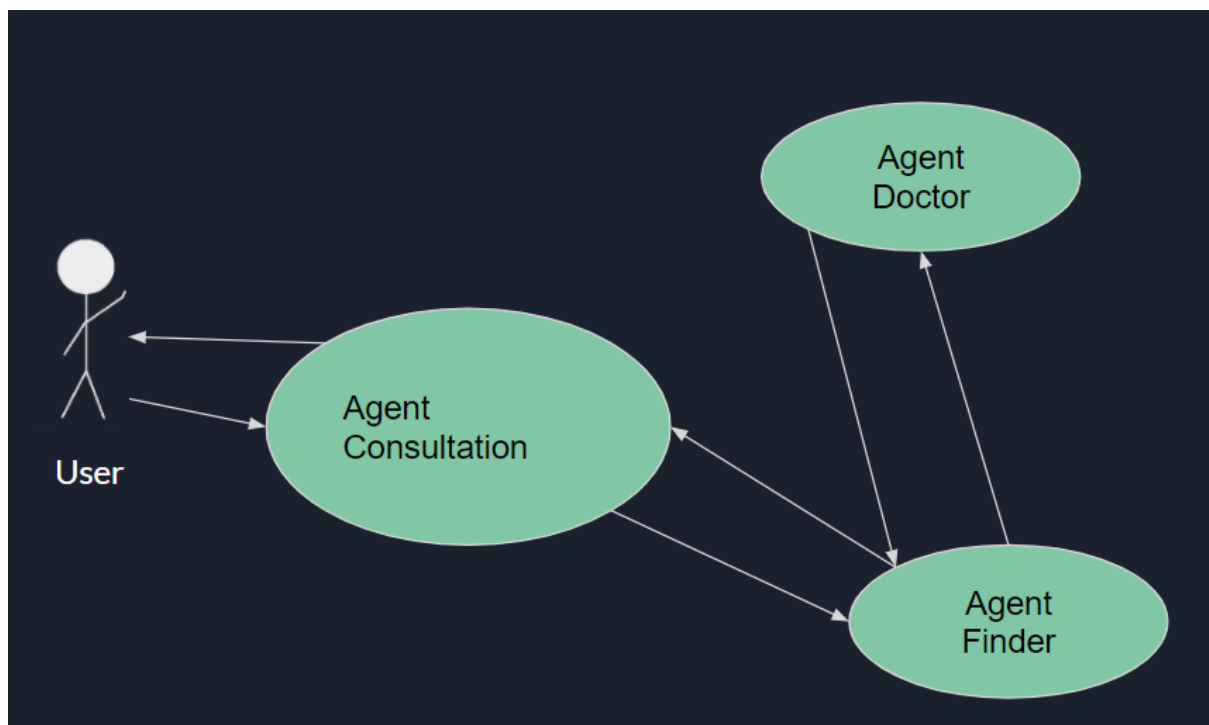 Agent
Doctor
Agent
Consultation
User
Agent
Finder